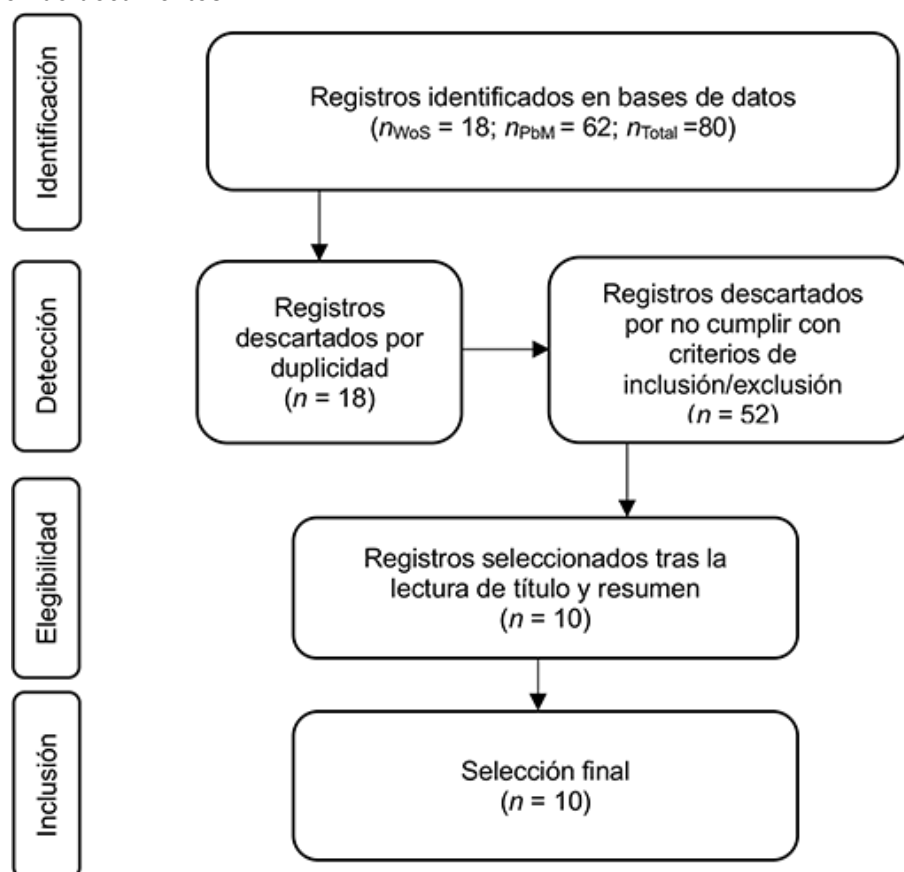 Identificación
Registros identificados en bases de datos
(nWoS = 18; nPbM = 62; nTotal =80)
Detección
Registros
descartados por
duplicidad
(n = 18)
Registros descartados
por no cumplir con
criterios de
inclusión/exclusión
(n = 52)
Elegibilidad
Registros seleccionados tras la
lectura de título y resumen
(n = 10)
Inclusión
Selección final
(n = 10)